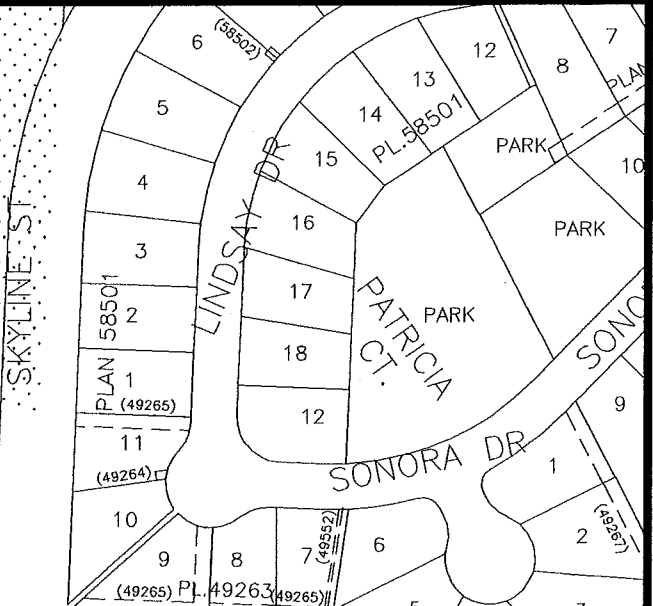 6
(58502)
12
7
8
PLAN
5
14
13
PL.58501
PARK
10
4
15
LINDSAY DR
16
PARK
3
17
PATRICIA
CT.
PARK
SKYLINE ST
PLAN 58501
2
18
SONO
1
(49265)
12
9
11
(49264)
SONORA DR
1
10
(49552)
6
2
(49267)
9
8
7
(49265)
PL.49263
(49265)